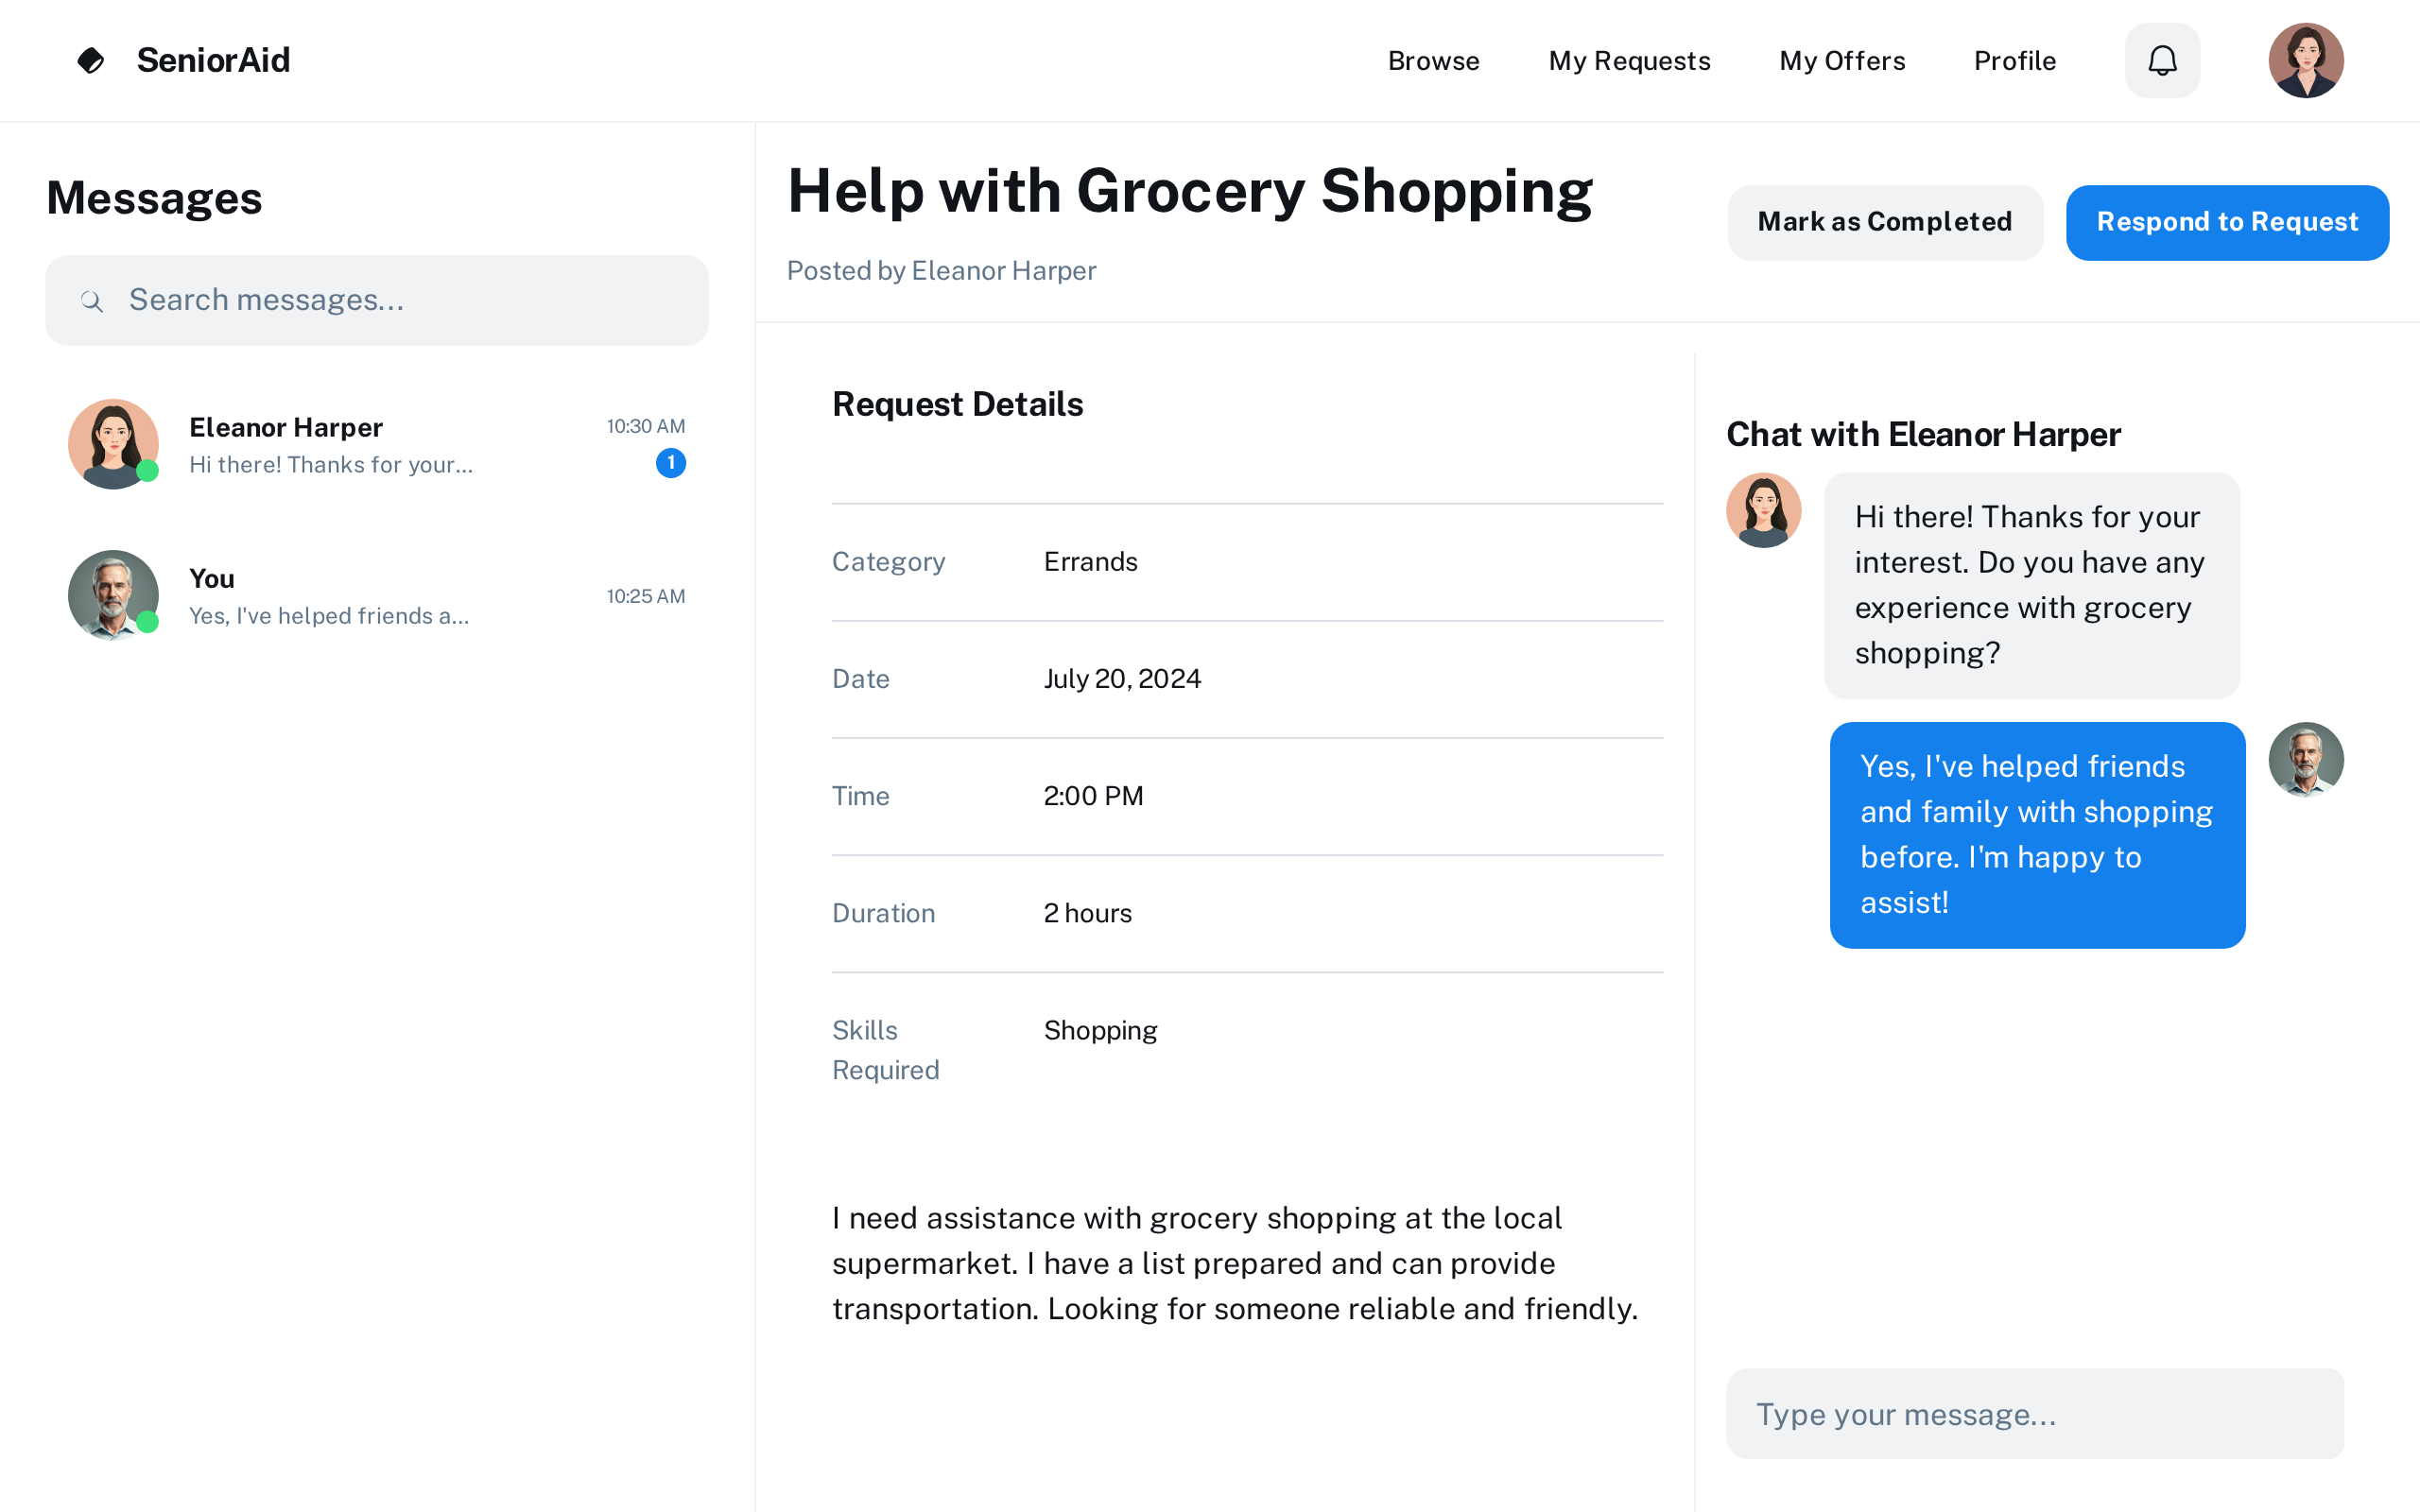 SeniorAid
Browse
My Requests
My Offers
Profile
Messages
Search messages...
Eleanor Harper
10:30 AM
Hi there! Thanks for your...
1
You
10:25 AM
Yes, I've helped friends a...
Help with Grocery Shopping
Posted by Eleanor Harper
Mark as Completed
Respond to Request
Request Details
Category
Errands
Date
July 20, 2024
Time
2:00 PM
Duration
2 hours
Skills
Required
Shopping
I need assistance with grocery shopping at the local
supermarket. I have a list prepared and can provide
transportation. Looking for someone reliable and friendly.
Chat with Eleanor Harper
Hi there! Thanks for your
interest. Do you have any
experience with grocery
shopping?
Yes, I've helped friends
and family with shopping
before. I'm happy to
assist!
Type your message...